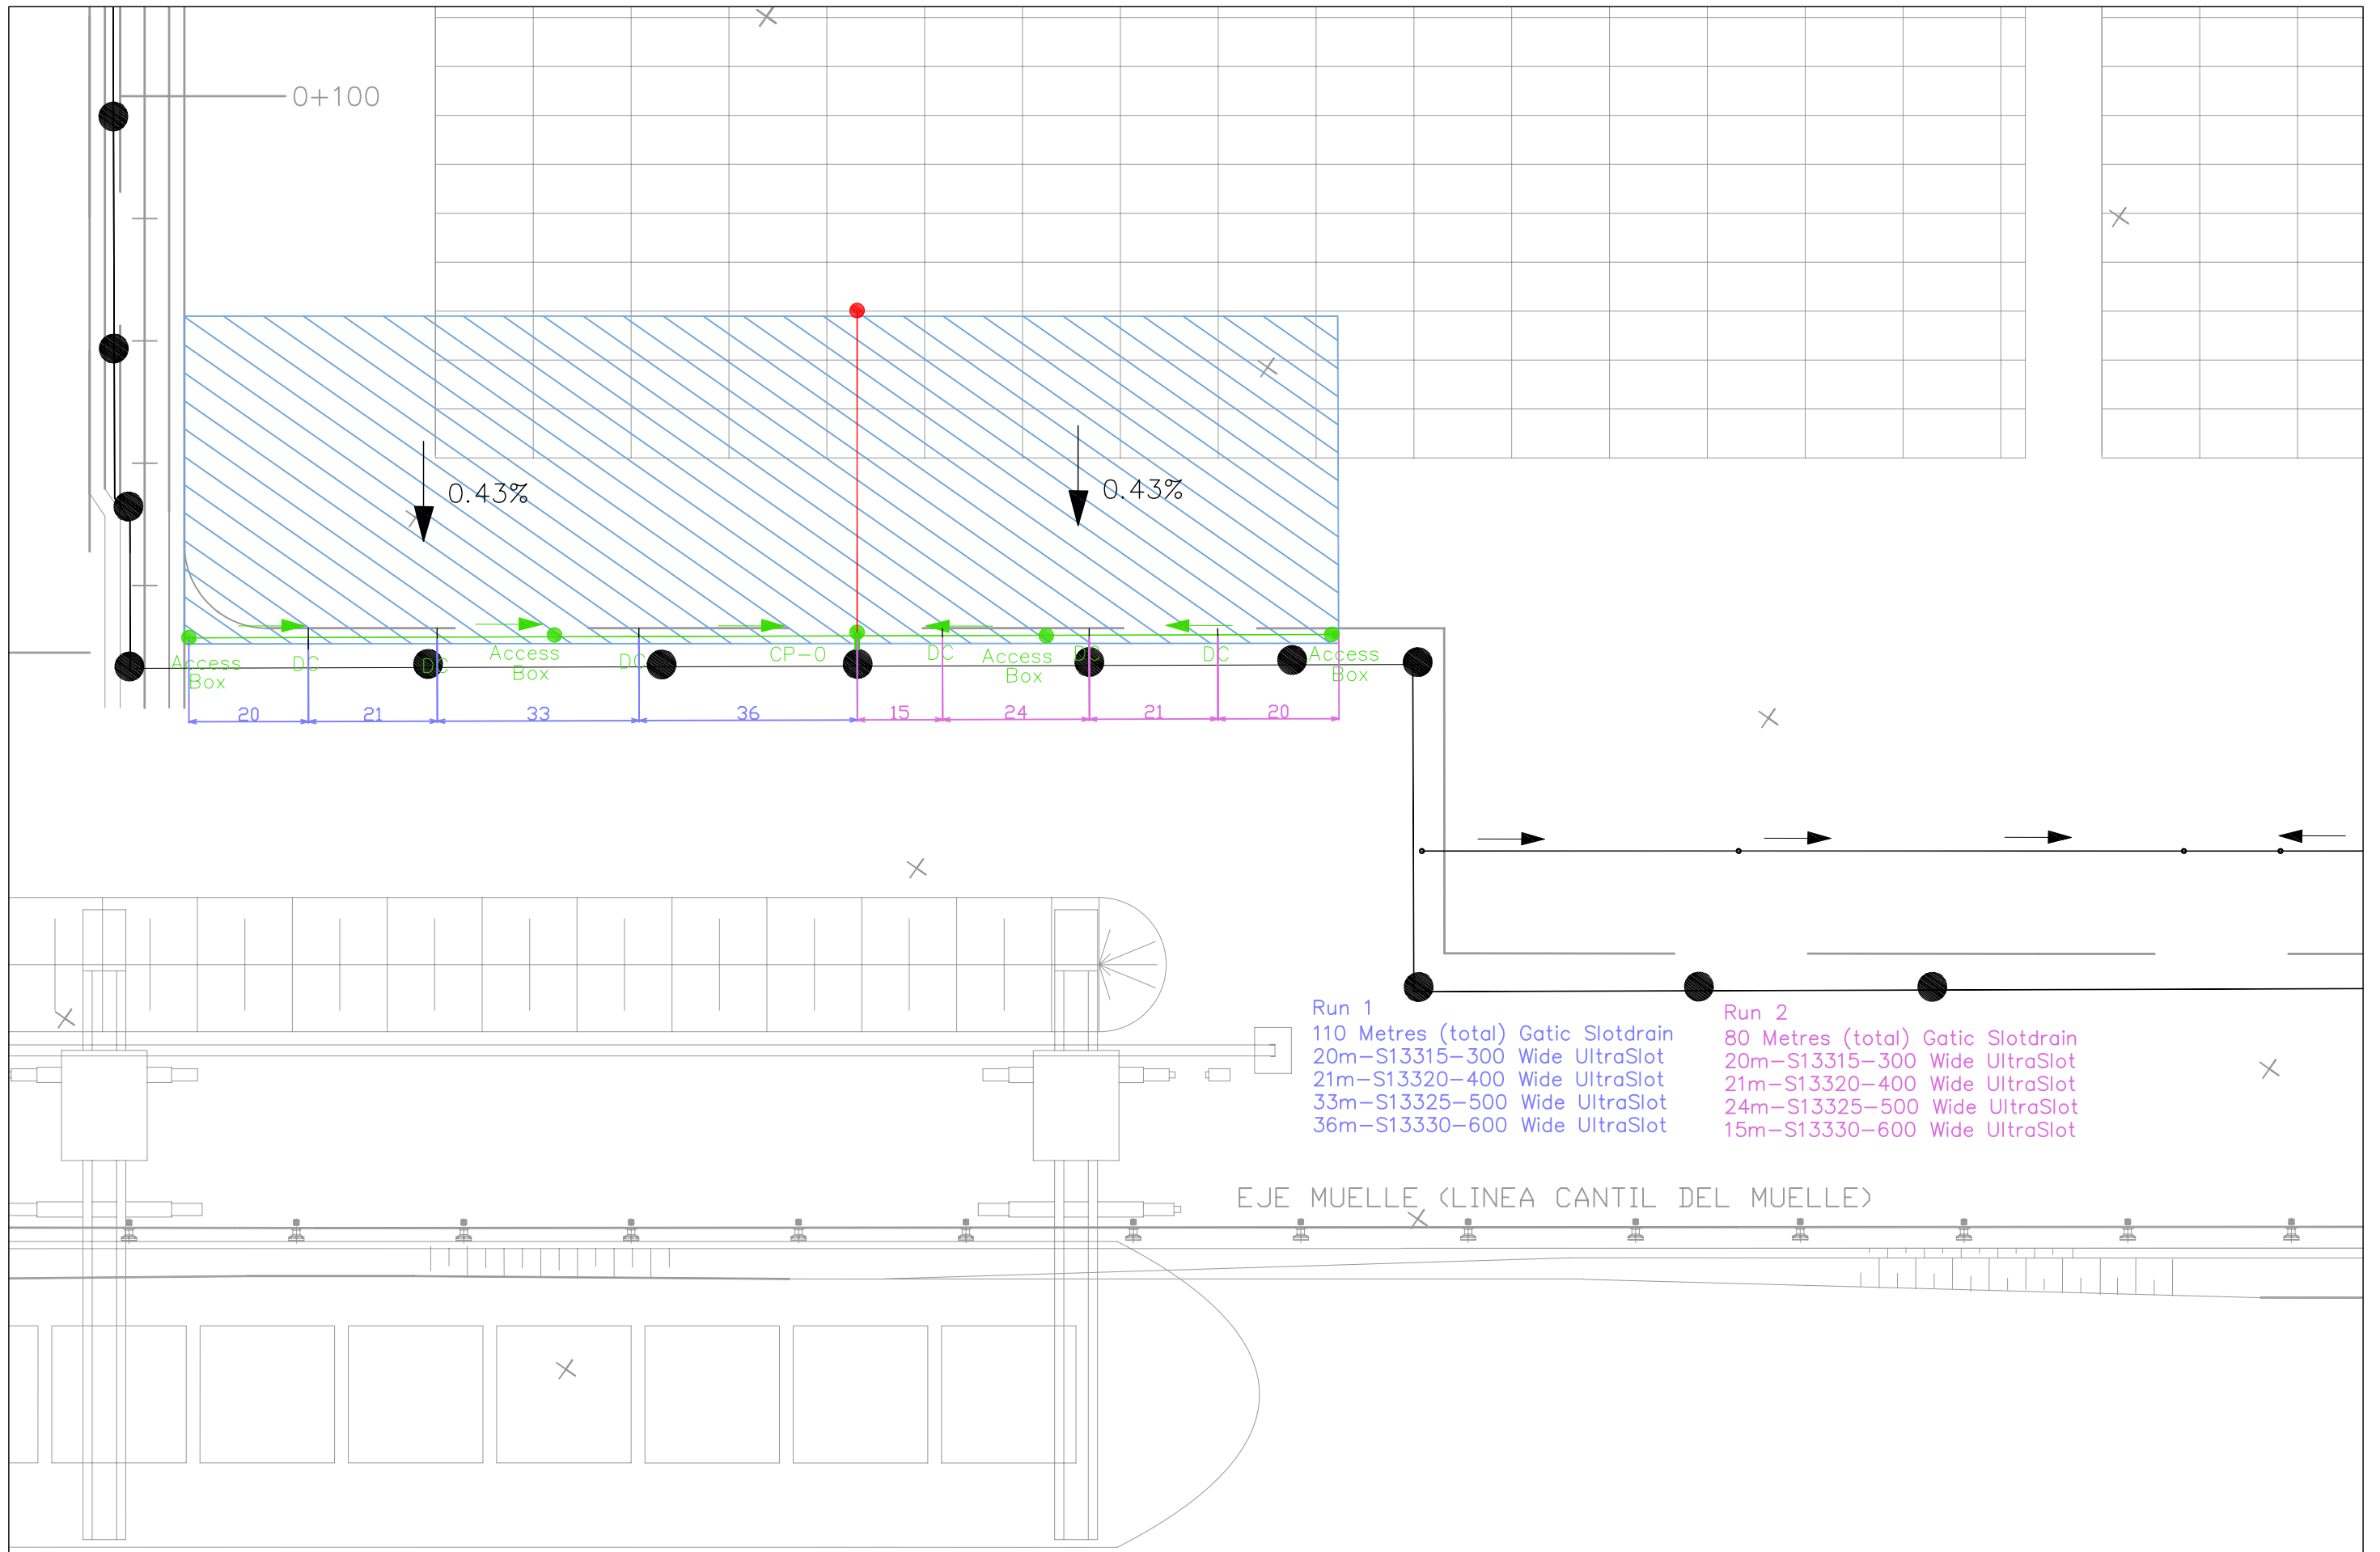 0+100
0.43%
0.43%
Access
Box
DC
DC
Access
Box
DC
CP-0
DC
Access
Box
DC
DC
Access
Box
20
21
33
36
15
24
21
20
Run 1
110 Metres (total) Gatic Slotdrain
20m-S13315-300 Wide UltraSlot
21m-S13320-400 Wide UltraSlot
33m-S13325-500 Wide UltraSlot
36m-S13330-600 Wide UltraSlot
Run 2
80 Metres (total) Gatic Slotdrain
20m-S13315-300 Wide UltraSlot
21m-S13320-400 Wide UltraSlot
24m-S13325-500 Wide UltraSlot
15m-S13330-600 Wide UltraSlot
EJE MUELLE (LINEA CANTIL DEL MUELLE)